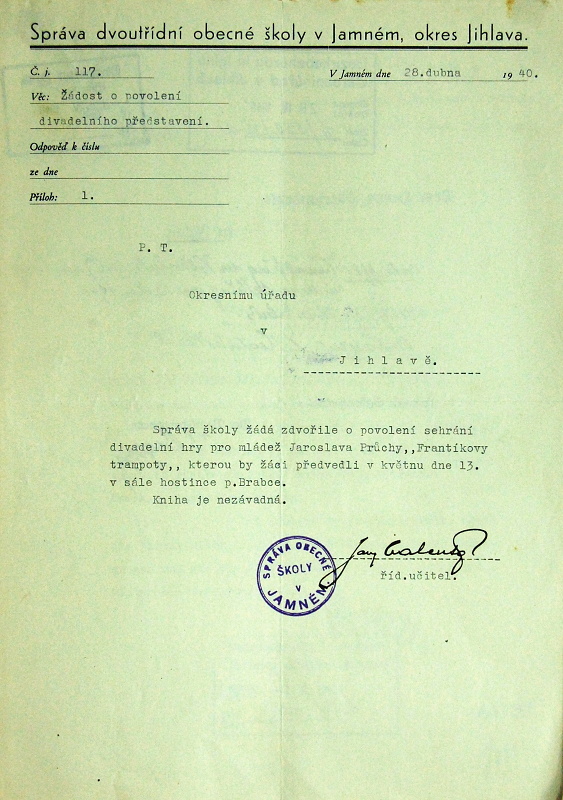 Správa dvoutřídní obecné školy v Jamném, okres Jihlava.
Č. j. 117.
V Jamném dne 28.dubna 1940.
Věc: Žádost o povolení
divadelního představení.
Odpověď k číslu
ze dne
Příloh: 1.
P. T.
Okresnímu úřadu
v
Jihlavě.
Správa školy žádá zdvořile o povolení sehrání
divadelní hry pro mládež Jaroslava Průchy,,Frantíkovy
trampoty,, kterou by žáci předvedli v květnu dne 13.
v sále hostince p.Brabce.
Kniha je nezávadná.
SPRÁVA OBECNÉ
ŠKOLY
v
JAMNÉM
říd.učitel.